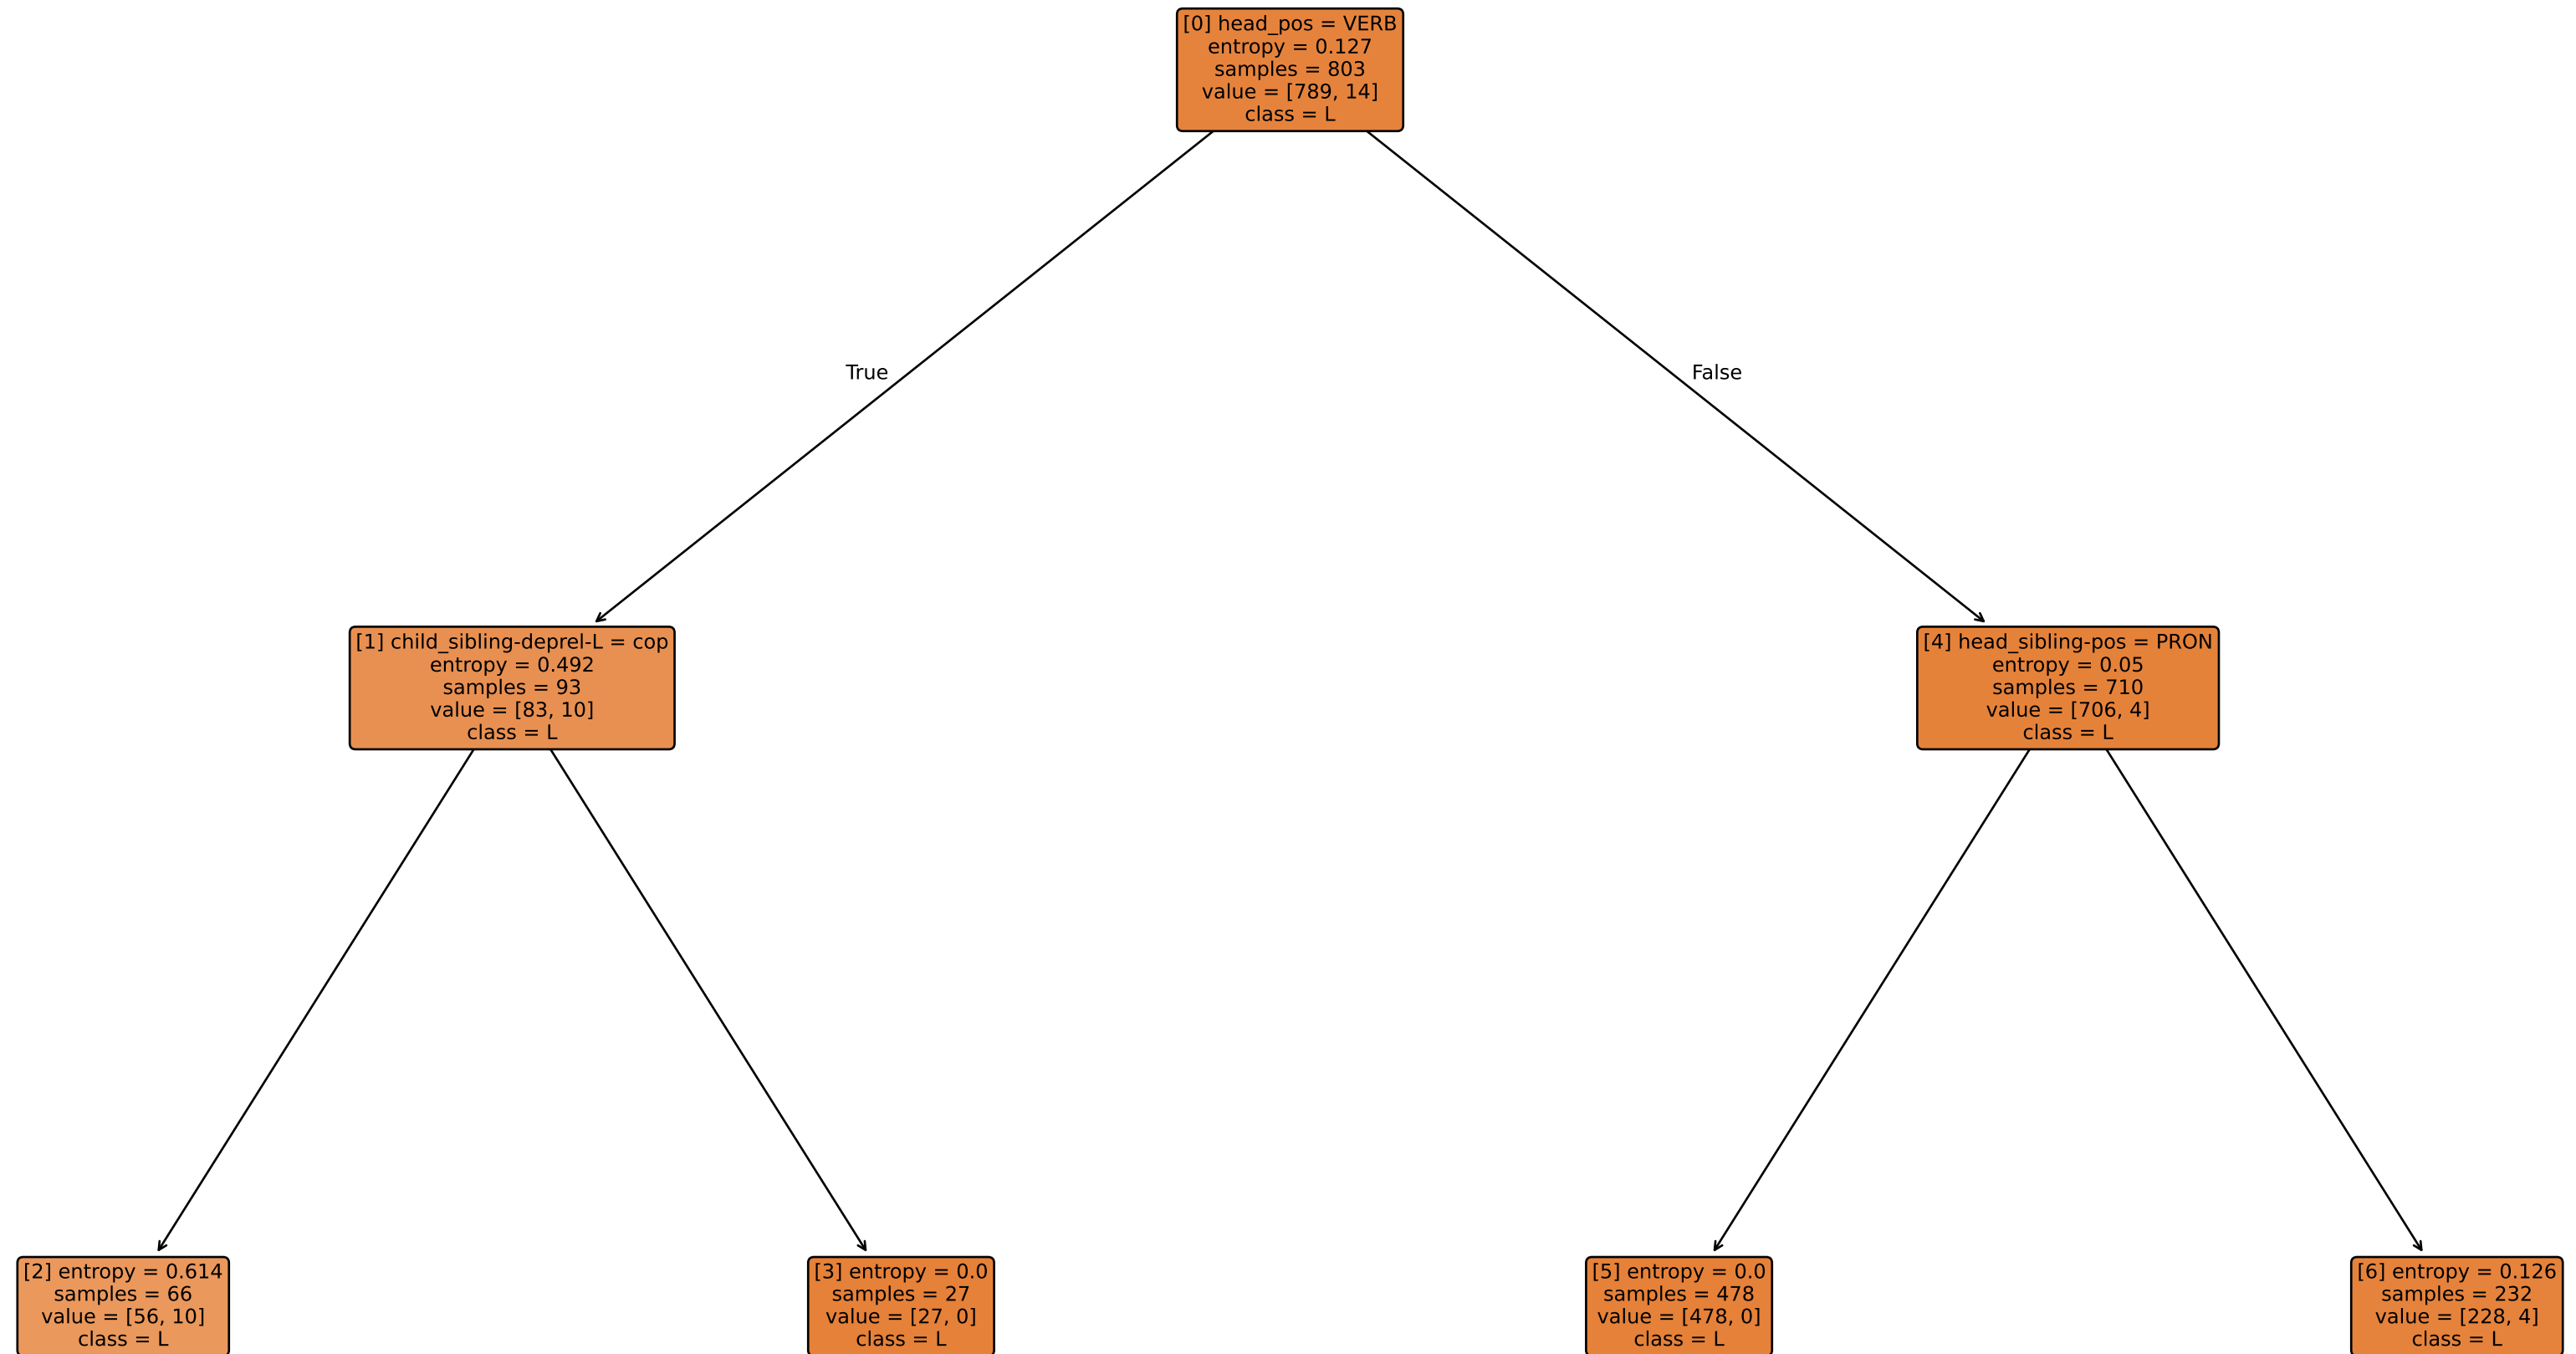 [0] head_pos = VERB
entropy = 0.127
samples = 803
value = [789, 14]
class = L
True
False
[1] child_sibling-deprel-L = cop
entropy = 0.492
samples = 93
value = [83, 10]
class = L
[4] head_sibling-pos = PRON
entropy = 0.05
samples = 710
value = [706, 4]
class = L
[2] entropy = 0.614
samples = 66
value = [56, 10]
class = L
[3] entropy = 0.0
samples = 27
value = [27, 0]
class = L
[5] entropy = 0.0
samples = 478
value = [478, 0]
class = L
[6] entropy = 0.126
samples = 232
value = [228, 4]
class = L